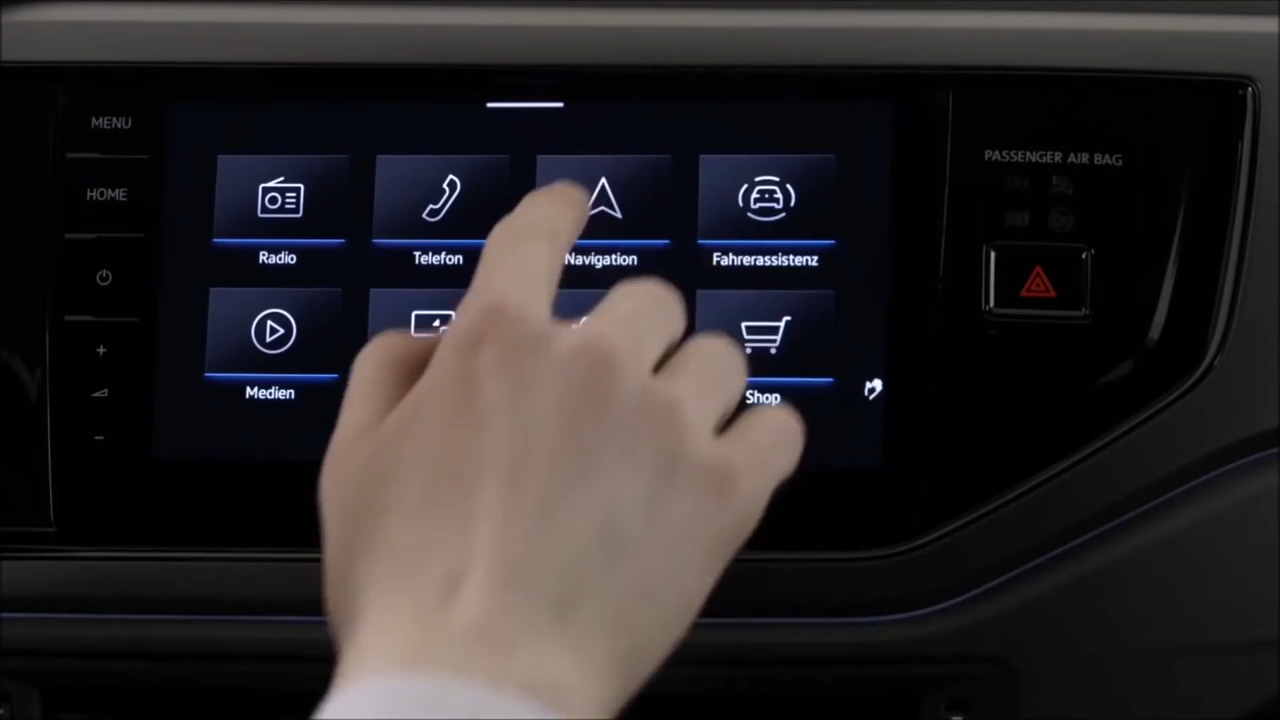 MENU
PASSENGER AIR BAG
HOME
Radio
Telefon
Navigation
Fahrerassistenz
Medien
Shop